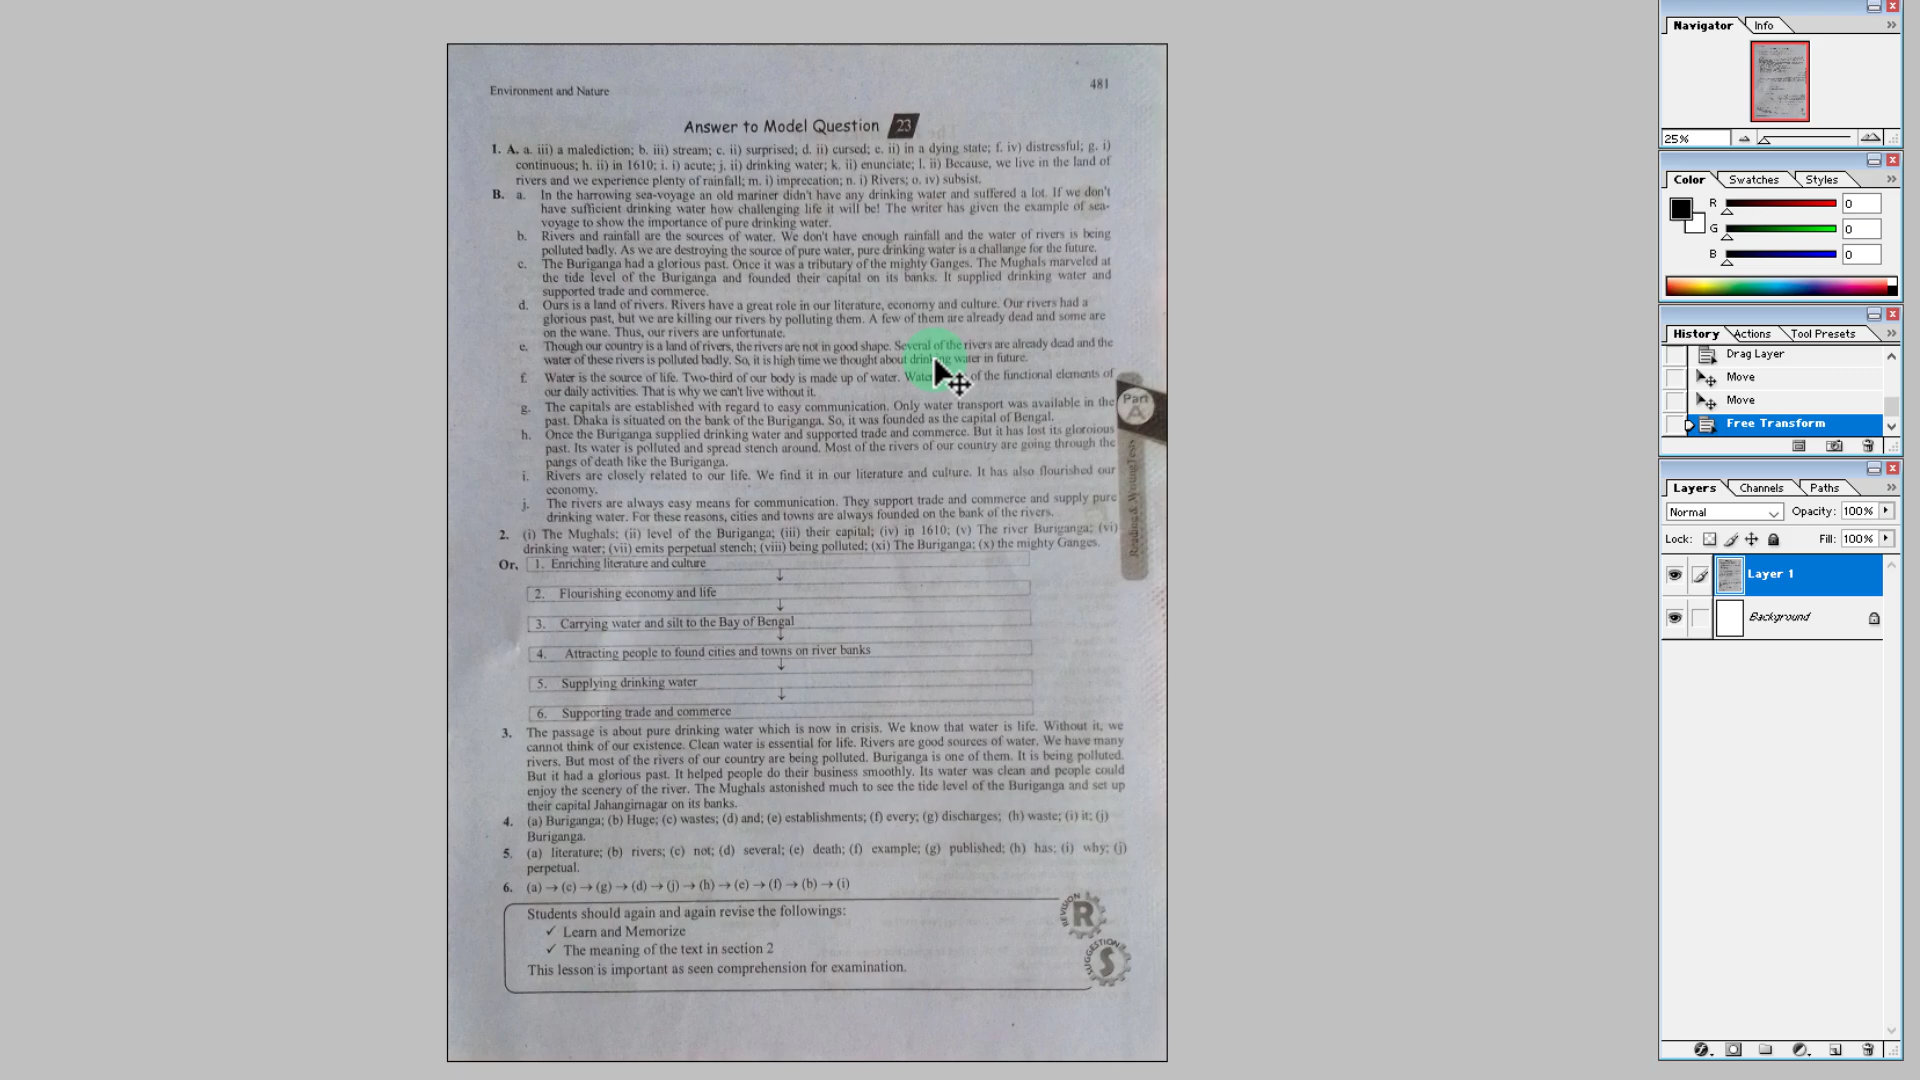 Environment and Nature
481
Answer to Model Question 23
1. A. a. iii) a malediction; b. iii) stream; c. ii) surprised; d. ii) cursed; e. ii) in a dying state; f. iv) distressful; g. i)
continuous; h. ii) in 1610; i. i) acute; j. ii) drinking water; k. ii) enunciate; l. ii) Because, we live in the land of
rivers and we experience plenty of rainfall; m. i) imprecation; n. i) Rivers; o. iv) subsist.
B. a. In the harrowing sea-voyage an old mariner didn't have any drinking water and suffered a lot. If we don't
have sufficient drinking water how challenging life it will be! The writer has given the example of sea-
voyage to show the importance of pure drinking water.
b. Rivers and rainfall are the sources of water. We don't have enough rainfall and the water of rivers is being
polluted badly. As we are destroying the source of pure water, pure drinking water is a challange for the future.
c. The Buriganga had a glorious past. Once it was a tributary of the mighty Ganges. The Mughals marveled at
the tide level of the Buriganga and founded their capital on its banks. It supplied drinking water and
supported trade and commerce.
d. Ours is a land of rivers. Rivers have a great role in our literature, economy and culture. Our rivers had a
glorious past, but we are killing our rivers by polluting them. A few of them are already dead and some are
on the wane. Thus, our rivers are unfortunate.
e. Though our country is a land of rivers, the rivers are not in good shape. Several of the rivers are already dead and the
water of these rivers is polluted badly. So, it is high time we thought about drinking water in future.
f. Water is the source of life. Two-third of our body is made up of water. Water of the functional elements of
our daily activities. That is why we can't live without it.
g. The capitals are established with regard to easy communication. Only water transport was available in the
past. Dhaka is situated on the bank of the Buriganga. So, it was founded as the capital of Bengal.
h. Once the Buriganga supplied drinking water and supported trade and commerce. But it has lost its gloroious
past. Its water is polluted and spread stench around. Most of the rivers of our country are going through the
pangs of death like the Buriganga.
i. Rivers are closely related to our life. We find it in our literature and culture. It has also flourished our
economy.
j. The rivers are always easy means for communication. They support trade and commerce and supply pure
drinking water. For these reasons, cities and towns are always founded on the bank of the rivers.
2. (i) The Mughals; (ii) level of the Buriganga; (iii) their capital; (iv) in 1610; (v) The river Buriganga; (vi)
drinking water; (vii) emits perpetual stench; (viii) being polluted; (xi) The Buriganga; (x) the mighty Ganges.
Or, 1. Enriching literature and culture
↓
2. Flourishing economy and life
↓
3. Carrying water and silt to the Bay of Bengal
↓
4. Attracting people to found cities and towns on river banks
↓
5. Supplying drinking water
↓
6. Supporting trade and commerce
3. The passage is about pure drinking water which is now in crisis. We know that water is life. Without it, we
cannot think of our existence. Clean water is essential for life. Rivers are good sources of water. We have many
rivers. But most of the rivers of our country are being polluted. Buriganga is one of them. It is being polluted.
But it had a glorious past. It helped people do their business smoothly. Its water was clean and people could
enjoy the scenery of the river. The Mughals astonished much to see the tide level of the Buriganga and set up
their capital Jahangirnagar on its banks.
4. (a) Buriganga; (b) Huge; (c) wastes; (d) and; (e) establishments; (f) every; (g) discharges; (h) waste; (i) it; (j)
Buriganga.
5. (a) literature; (b) rivers; (c) not; (d) several; (e) death; (f) example; (g) published; (h) has; (i) why; (j)
perpetual.
6. (a) → (c) → (g) → (d) → (j) → (h) → (e) → (f) → (b) → (i)
Students should again and again revise the followings:
✓ Learn and Memorize
✓ The meaning of the text in section 2
This lesson is important as seen comprehension for examination.
REVISION
R
SUGGESTION
S
Part
A
Reading & Writing Tests
Navigator Info
25%
Color Swatches Styles
R 0
G 0
B 0
History Actions Tool Presets
Drag Layer
Move
Move
Free Transform
Layers Channels Paths
Normal Opacity: 100%
Lock: Fill: 100%
Layer 1
Background